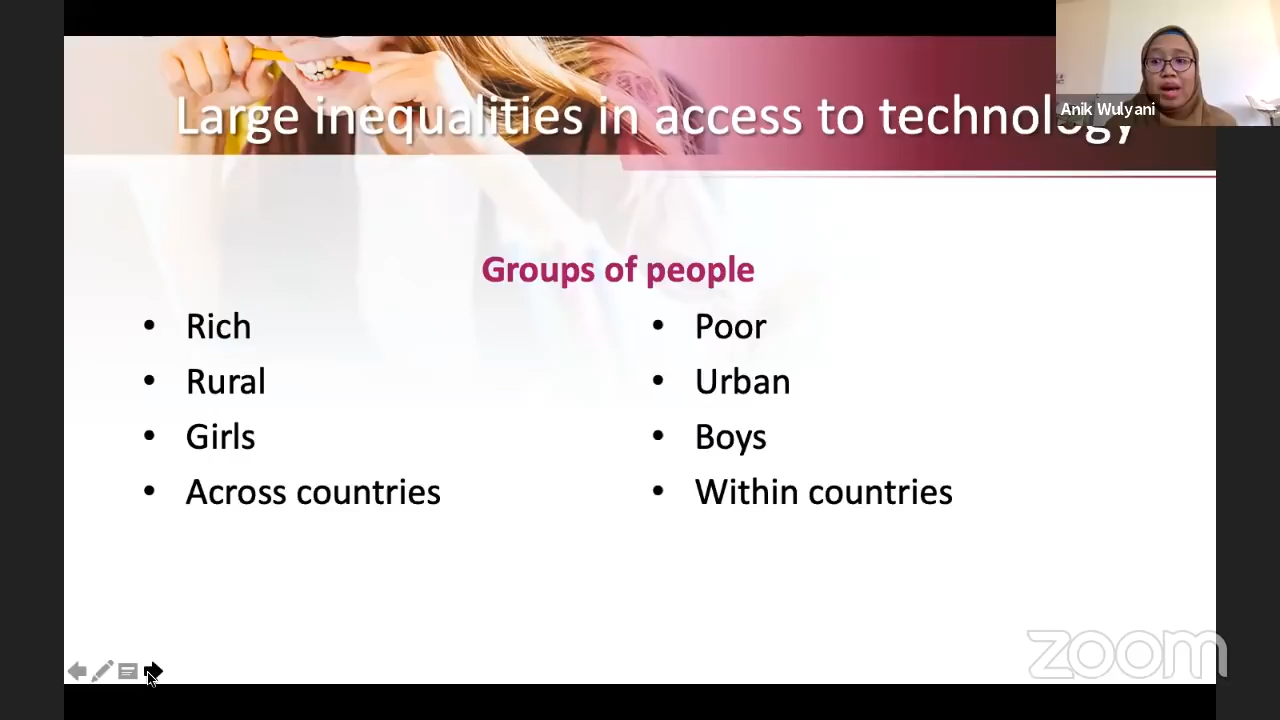 Large inequalities in access to technology
Anik Wulyani
Groups of people
• Rich
• Rural
• Girls
• Across countries
• Poor
• Urban
• Boys
• Within countries
zoom